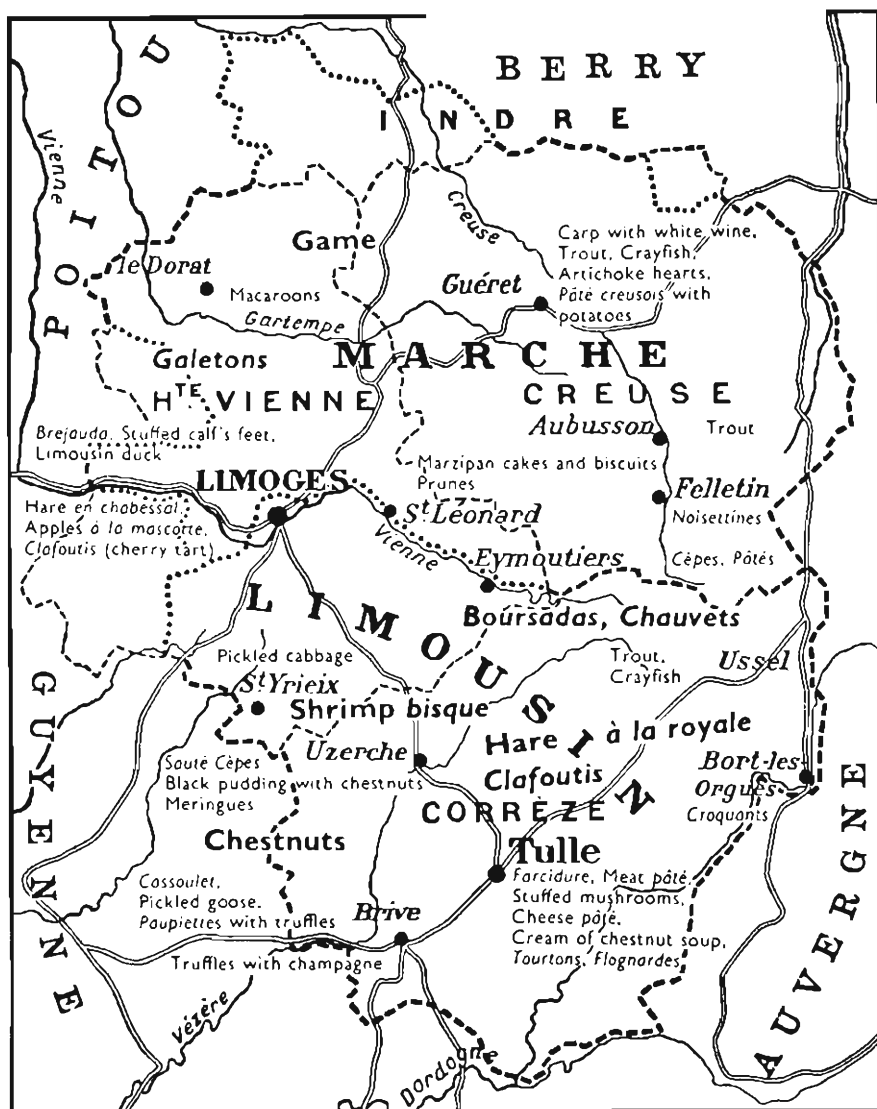 BERRY
INDRE
POITOU
Vienne
Creuse
Game
le Dorat
Macaroons
Gartempe
Guéret
Carp with white wine,
Trout, Crayfish,
Artichoke hearts,
Pâté creusois with
potatoes
Galetons
MARCHE
HTE VIENNE
CREUSE
Brejauda, Stuffed calf's feet,
Limousin duck
Aubusson
Trout
LIMOGES
Marzipan cakes and biscuits
Prunes
Felletin
Noisettines
Hare en chabessal,
Apples à la mascotte,
Clafoutis (cherry tart)
St Léonard
Vienne
Eymoutiers
Cèpes, Pâtés
LIMOUSIN
Boursadas, Chauvets
Pickled cabbage
St Yrieix
Trout,
Crayfish
Ussel
Shrimp bisque
Uzerche
Hare à la royale
Clafoutis
Sauté Cèpes
Black pudding with chestnuts
Meringues
Bort-les
Orgues
Croquants
CORRÈZE
GUYENNE
Chestnuts
Tulle
Farcidure, Meat pâté,
Stuffed mushrooms,
Cheese pâté,
Cream of chestnut soup,
Tourtons, Flognardes
Cassoulet,
Pickled goose,
Paupiettes with truffles
Brive
Truffles with champagne
AUVERGNE
Vézère
Dordogne